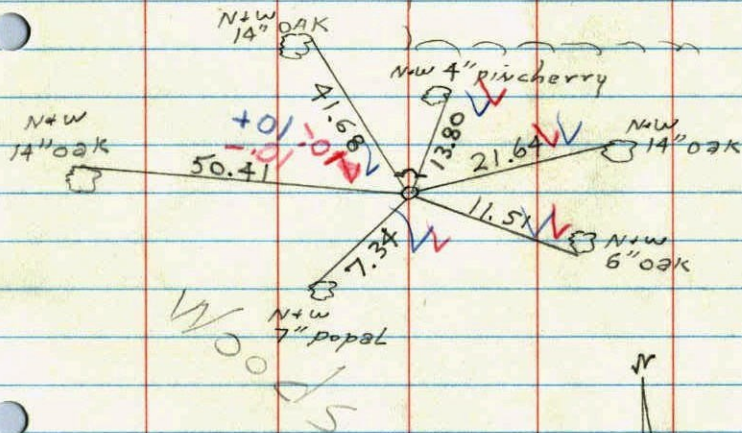 N+W
14" OAK
N+W 4" pincherry
N+W
14" oak
N+W
14" oak
41.68
13.80
21.64
+.01
-.01
-.01
50.41
11.51
7.34
N+W
6" oak
N+W
7" popal
Woods
N